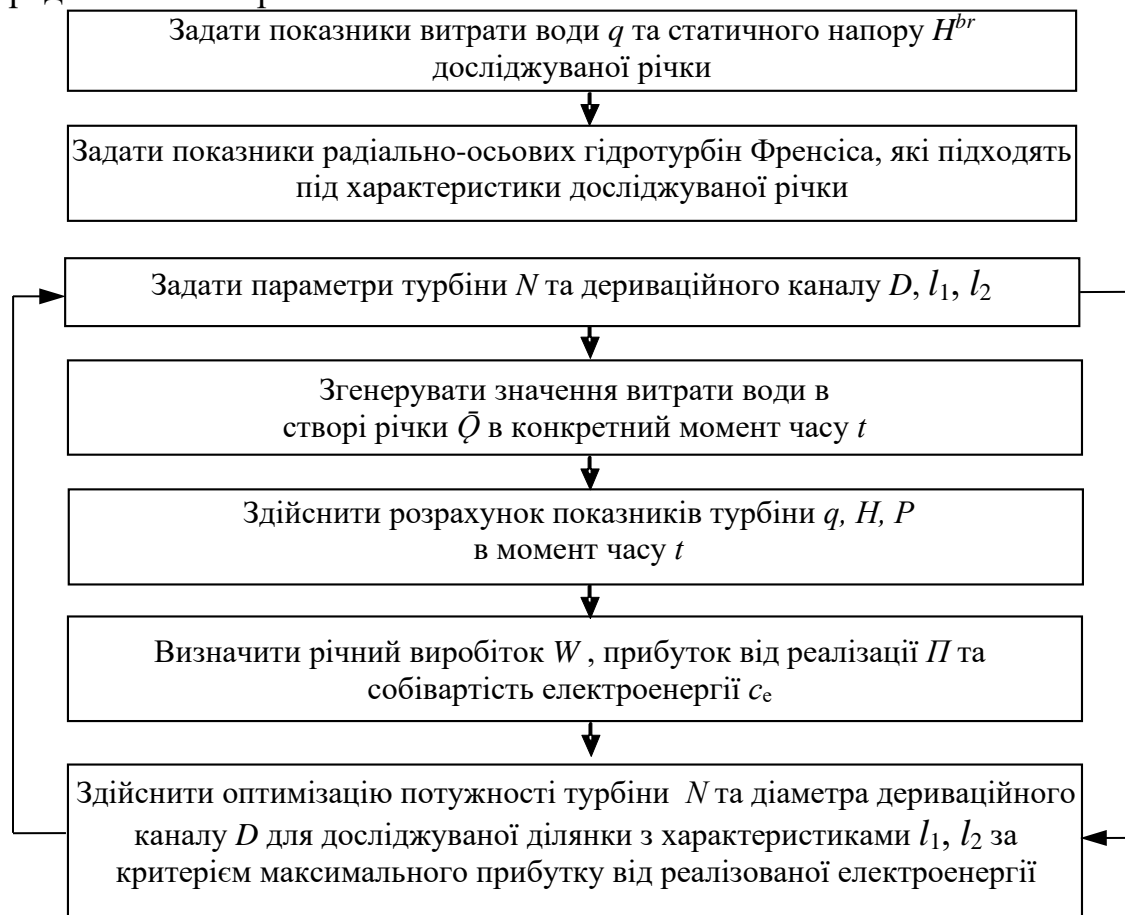 Задати показники витрати води q та статичного напору H^br
досліджуваної річки
Задати показники радіально-осьових гідротурбін Френсіса, які підходять
під характеристики досліджуваної річки
Задати параметри турбіни N та дериваційного каналу D, l₁, l₂
Згенерувати значення витрати води в
створі річки Q̄ в конкретний момент часу t
Здійснити розрахунок показників турбіни q, H, P
в момент часу t
Визначити річний виробіток W , прибуток від реалізації П та
собівартість електроенергії cₑ
Здійснити оптимізацію потужності турбіни N та діаметра дериваційного
каналу D для досліджуваної ділянки з характеристиками l₁, l₂ за
критерієм максимального прибутку від реалізованої електроенергії